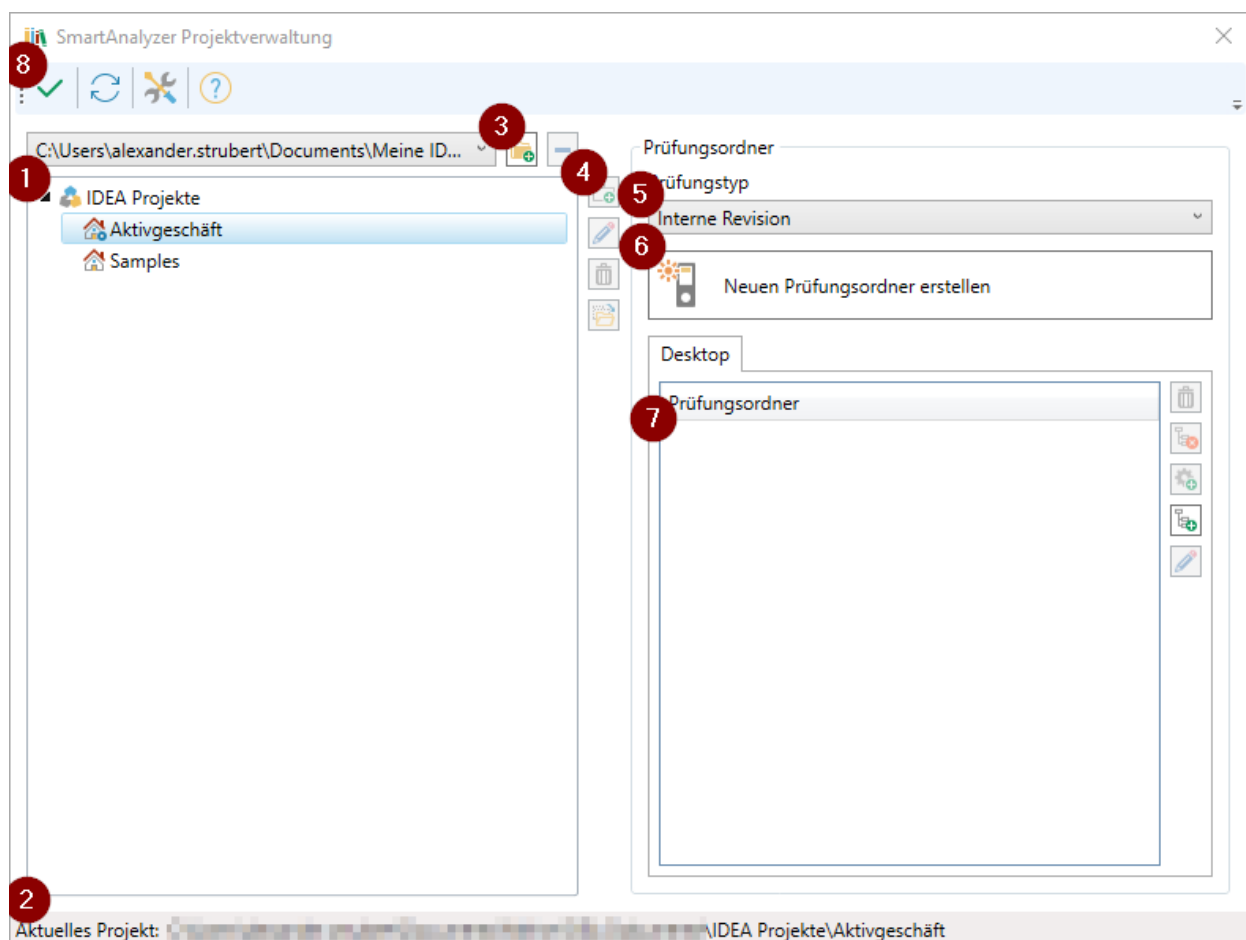 SmartAnalyzer Projektverwaltung
8
3
C:\Users\alexander.strubert\Documents\Meine ID...
Prüfungsordner
1
4
5
rüfungstyp
IDEA Projekte
Interne Revision
Aktivgeschäft
6
Samples
Neuen Prüfungsordner erstellen
Desktop
Prüfungsordner
7
2
Aktuelles Projekt: \IDEA Projekte\Aktivgeschäft